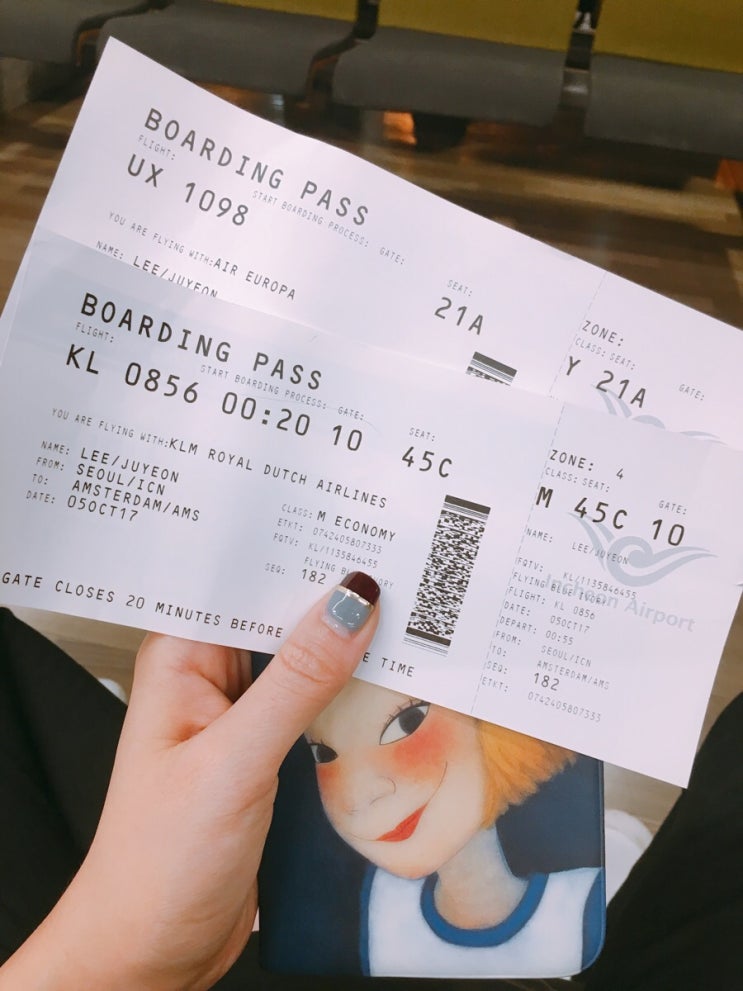 BOARDING PASS
FLIGHT:
UX 1098
START BOARDING PROCESS: GATE:
YOU ARE FLYING WITH:AIR EUROPA
NAME: LEE/JUYEON
SEAT:
21A
ZONE:
CLASS: SEAT: GATE:
Y 21A
BOARDING PASS
FLIGHT: START BOARDING PROCESS: GATE:
KL 0856 00:20 10
YOU ARE FLYING WITH:KLM ROYAL DUTCH AIRLINES
NAME: LEE/JUYEON
FROM: SEOUL/ICN
TO: AMSTERDAM/AMS
DATE: 05OCT17
SEAT:
45C
CLASS: M ECONOMY
ETKT: 0742405807333
FQTV: KL/1135846455
FLYING
SEQ: 182
GATE CLOSES 20 MINUTES BEFORE TIME
ZONE: 4
CLASS: SEAT: GATE:
M 45C 10
NAME: LEE/JUYEON
FQTV: KL/1135846455
FLYING BLUE IVORY
FLIGHT: KL 0856
DATE: 05OCT17
DEPART: 00:55
FROM: SEOUL/ICN
TO: AMSTERDAM/AMS
SEQ: 182
ETKT: 0742405807333
Incheon Airport